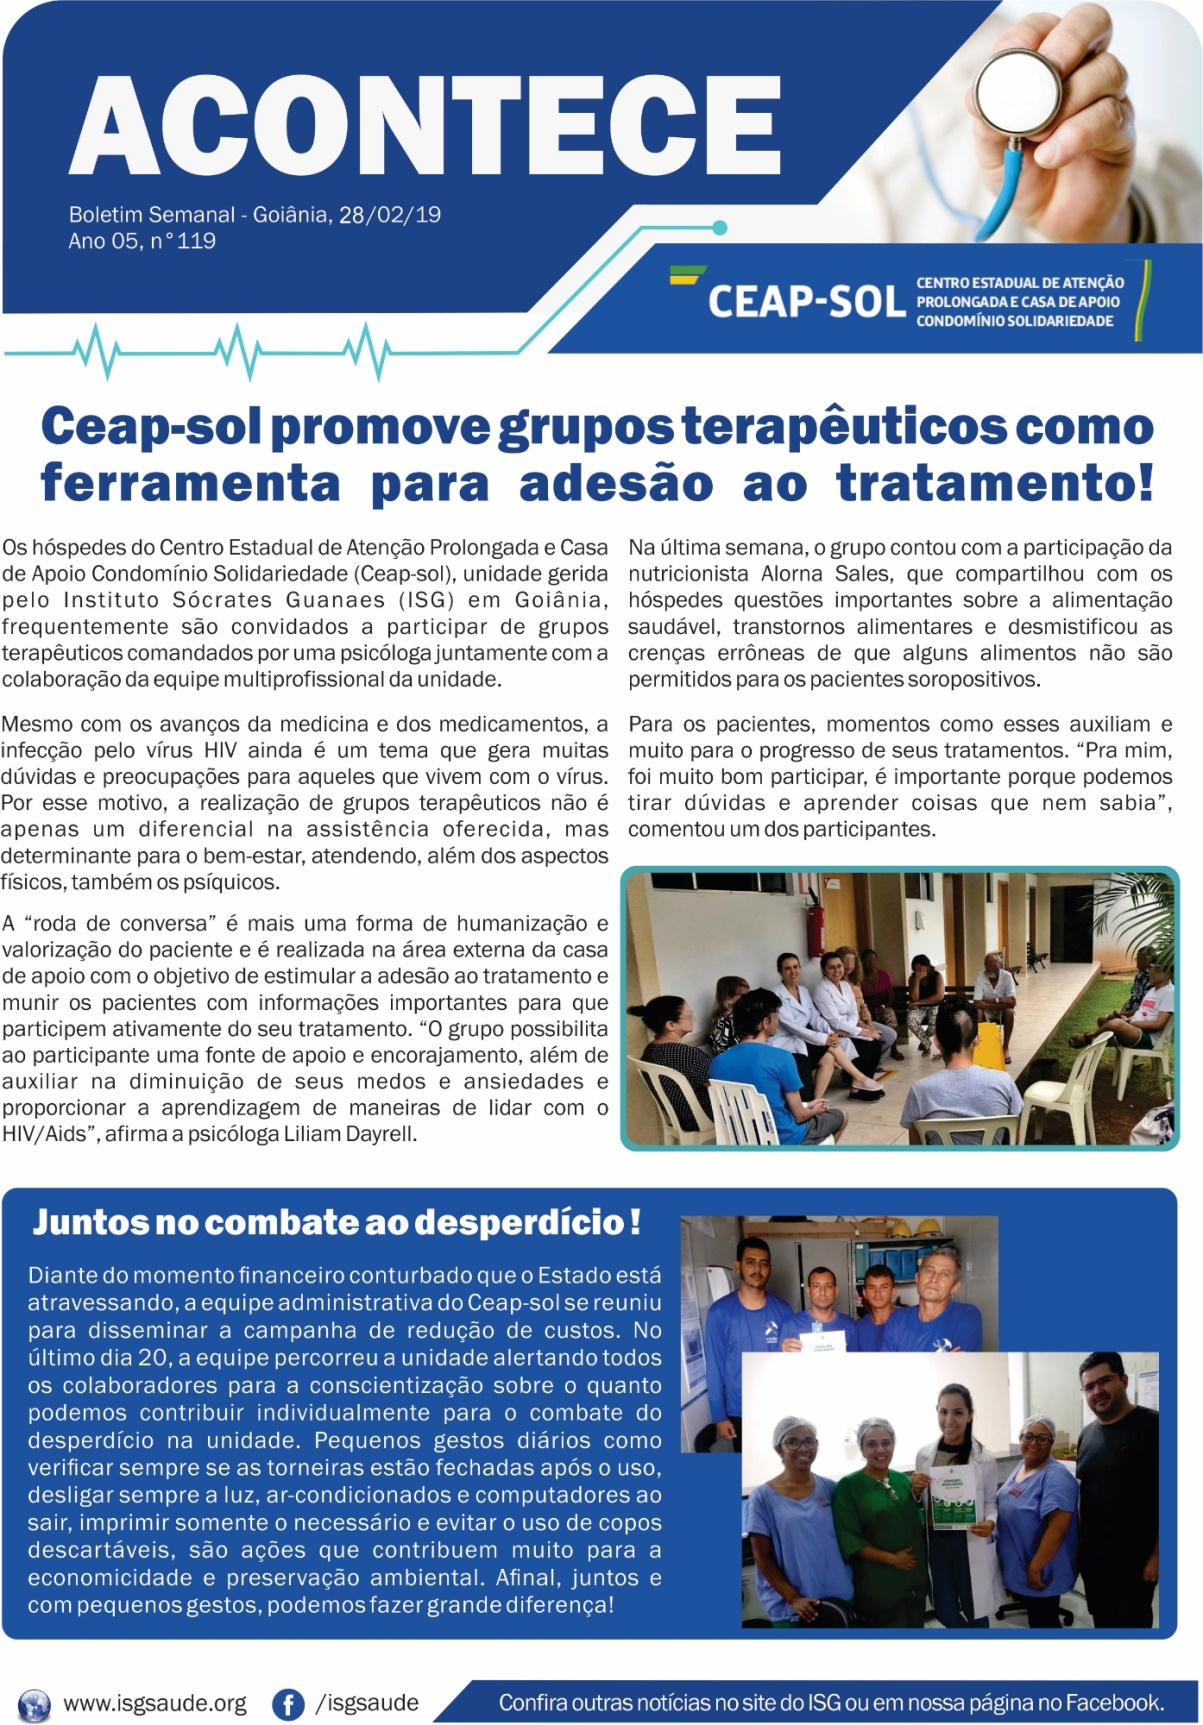 ACONTECE
Boletim Semanal - Goiânia, 28/02/19
Ano 05, n°119
CEAP-SOL
CENTRO ESTADUAL DE ATENÇÃO
PROLONGADA E CASA DE APOIO
CONDOMÍNIO SOLIDARIEDADE
Ceap-sol promove grupos terapêuticos como
ferramenta para adesão ao tratamento!
Os hóspedes do Centro Estadual de Atenção Prolongada e Casa
de Apoio Condomínio Solidariedade (Ceap-sol), unidade gerida
pelo Instituto Sócrates Guanaes (ISG) em Goiânia,
frequentemente são convidados a participar de grupos
terapêuticos comandados por uma psicóloga juntamente com a
colaboração da equipe multiprofissional da unidade.
Mesmo com os avanços da medicina e dos medicamentos, a
infecção pelo vírus HIV ainda é um tema que gera muitas
dúvidas e preocupações para aqueles que vivem com o vírus.
Por esse motivo, a realização de grupos terapêuticos não é
apenas um diferencial na assistência oferecida, mas
determinante para o bem-estar, atendendo, além dos aspectos
físicos, também os psíquicos.
A “roda de conversa” é mais uma forma de humanização e
valorização do paciente e é realizada na área externa da casa
de apoio com o objetivo de estimular a adesão ao tratamento e
munir os pacientes com informações importantes para que
participem ativamente do seu tratamento. “O grupo possibilita
ao participante uma fonte de apoio e encorajamento, além de
auxiliar na diminuição de seus medos e ansiedades e
proporcionar a aprendizagem de maneiras de lidar com o
HIV/Aids”, afirma a psicóloga Liliam Dayrell.
Na última semana, o grupo contou com a participação da
nutricionista Alorna Sales, que compartilhou com os
hóspedes questões importantes sobre a alimentação
saudável, transtornos alimentares e desmistificou as
crenças errôneas de que alguns alimentos não são
permitidos para os pacientes soropositivos.
Para os pacientes, momentos como esses auxiliam e
muito para o progresso de seus tratamentos. “Pra mim,
foi muito bom participar, é importante porque podemos
tirar dúvidas e aprender coisas que nem sabia”,
comentou um dos participantes.
Juntos no combate ao desperdício !
Diante do momento financeiro conturbado que o Estado está
atravessando, a equipe administrativa do Ceap-sol se reuniu
para disseminar a campanha de redução de custos. No
último dia 20, a equipe percorreu a unidade alertando todos
os colaboradores para a conscientização sobre o quanto
podemos contribuir individualmente para o combate do
desperdício na unidade. Pequenos gestos diários como
verificar sempre se as torneiras estão fechadas após o uso,
desligar sempre a luz, ar-condicionados e computadores ao
sair, imprimir somente o necessário e evitar o uso de copos
descartáveis, são ações que contribuem muito para a
economicidade e preservação ambiental. Afinal, juntos e
com pequenos gestos, podemos fazer grande diferença!
www.isgsaude.org
/isgsaude
Confira outras notícias no site do ISG ou em nossa página no Facebook.